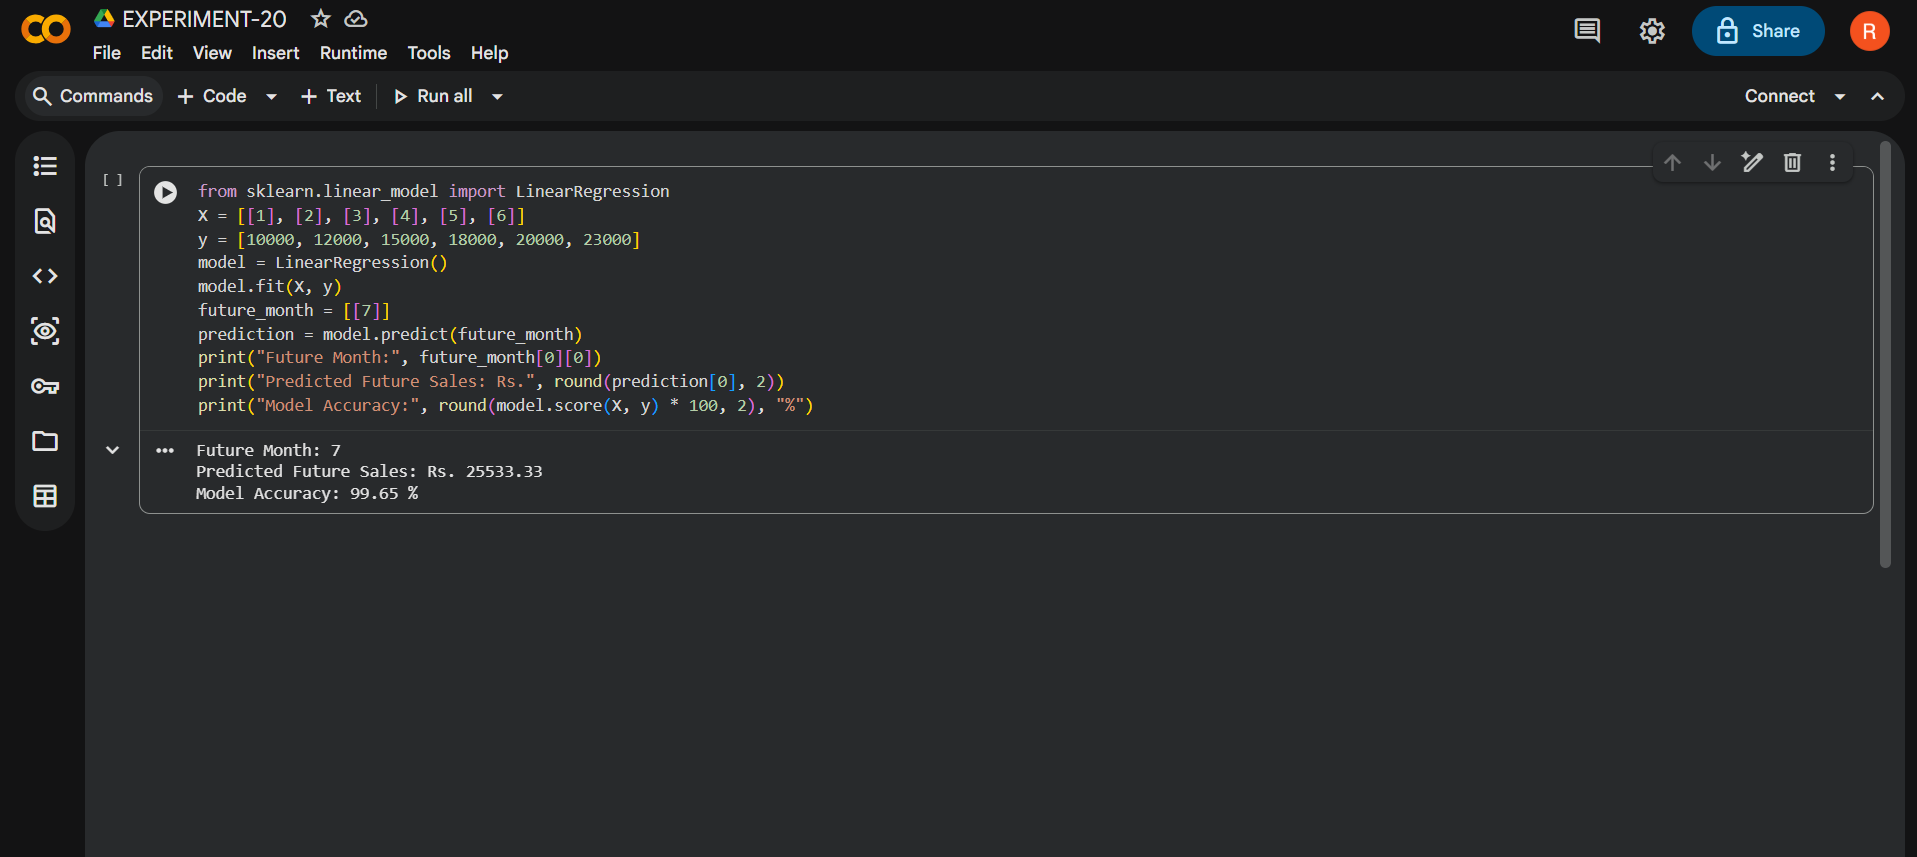 EXPERIMENT-20
File Edit View Insert Runtime Tools Help
Share
R
Commands + Code + Text Run all
Connect
[ ]
from sklearn.linear_model import LinearRegression
X = [[1], [2], [3], [4], [5], [6]]
y = [10000, 12000, 15000, 18000, 20000, 23000]
model = LinearRegression()
model.fit(X, y)
future_month = [[7]]
prediction = model.predict(future_month)
print("Future Month:", future_month[0][0])
print("Predicted Future Sales: Rs.", round(prediction[0], 2))
print("Model Accuracy:", round(model.score(X, y) * 100, 2), "%")
Future Month: 7
Predicted Future Sales: Rs. 25533.33
Model Accuracy: 99.65 %